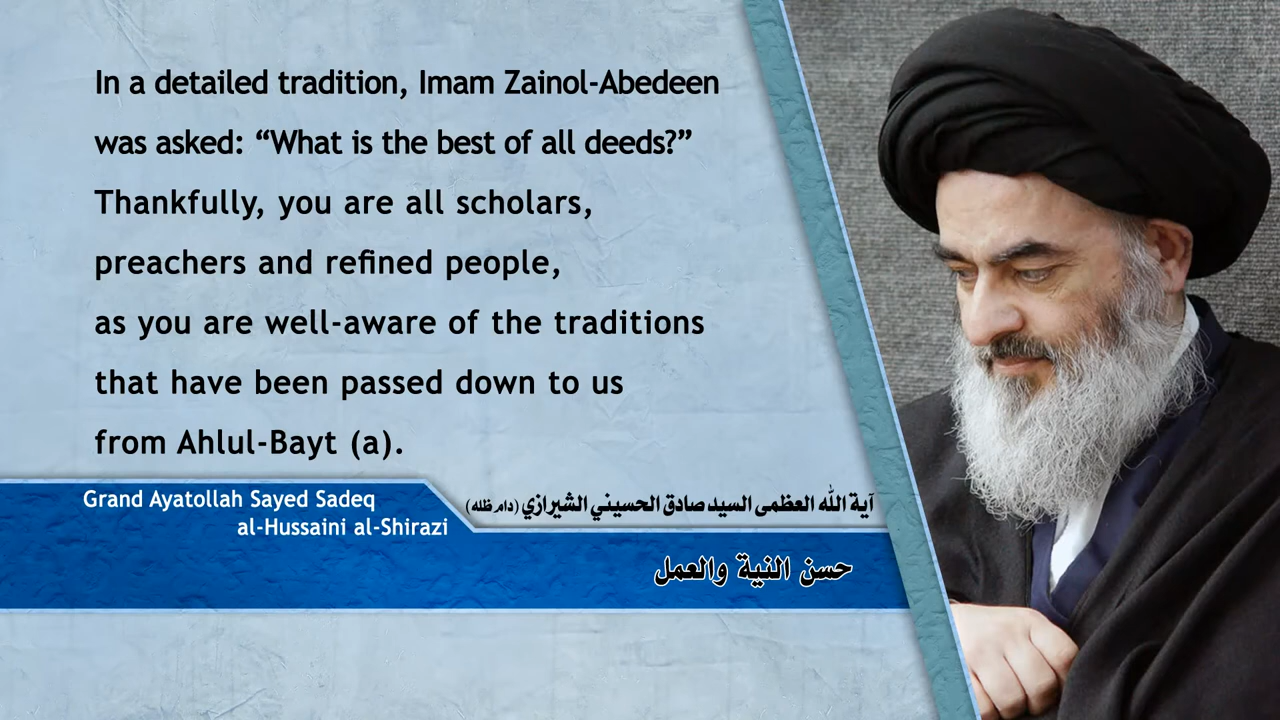 In a detailed tradition, Imam Zainol-Abedeen
was asked: “What is the best of all deeds?”
Thankfully, you are all scholars,
preachers and refined people,
as you are well-aware of the traditions
that have been passed down to us
from Ahlul-Bayt (a).
Grand Ayatollah Sayed Sadeq
al-Hussaini al-Shirazi
آية الله العظمى السيد صادق الحسيني الشيرازي (دام ظله)
حسن النية والعمل